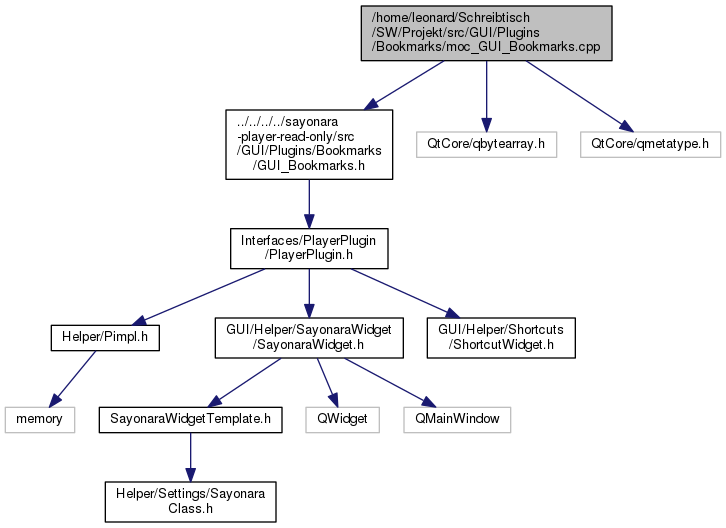 /home/leonard/Schreibtisch
/SW/Projekt/src/GUI/Plugins
/Bookmarks/moc_GUI_Bookmarks.cpp
../../../../sayonara
-player-read-only/src
/GUI/Plugins/Bookmarks
/GUI_Bookmarks.h
QtCore/qbytearray.h
QtCore/qmetatype.h
Interfaces/PlayerPlugin
/PlayerPlugin.h
Helper/Pimpl.h
GUI/Helper/SayonaraWidget
/SayonaraWidget.h
GUI/Helper/Shortcuts
/ShortcutWidget.h
memory
SayonaraWidgetTemplate.h
QWidget
QMainWindow
Helper/Settings/Sayonara
Class.h